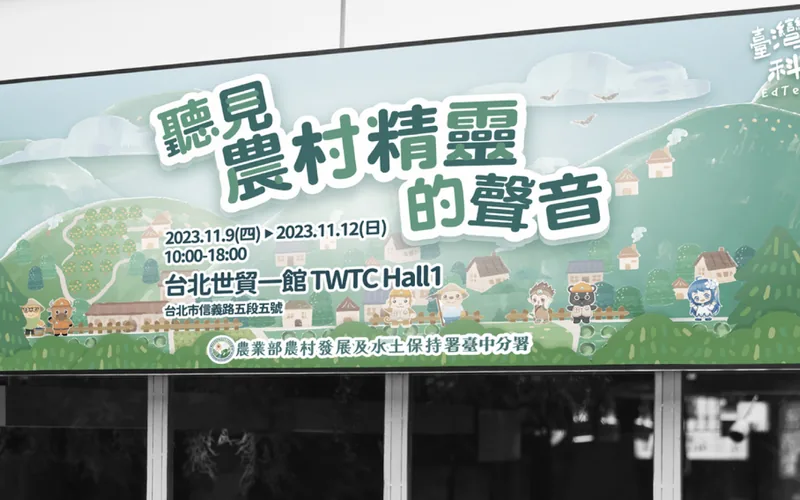 聽見
農村精靈
的聲音
2023.11.9(四)▸2023.11.12(日)
10:00-18:00
台北世貿一館 TWTC Hall1
台北市信義路五段五號
農業部農村發展及水土保持署臺中分署
臺灣
科
EdTe